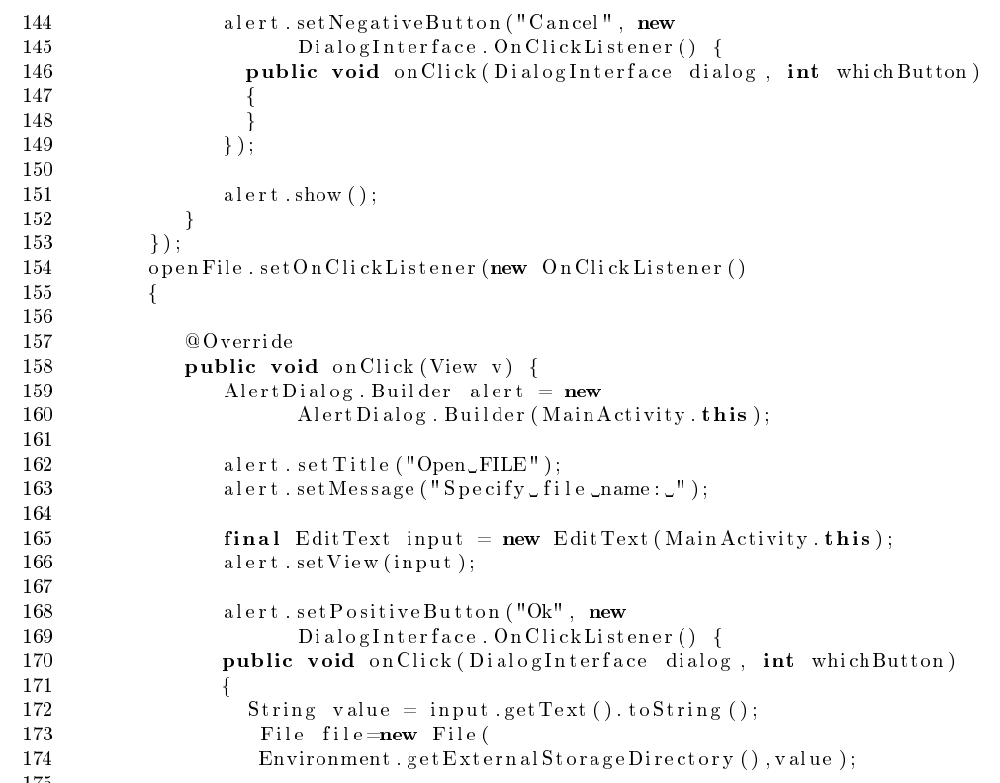 144 alert.setNegativeButton("Cancel", new
145 DialogInterface.OnClickListener() {
146 public void onClick(DialogInterface dialog, int whichButton)
147 {
148 }
149 });
150
151 alert.show();
152 }
153 });
154 openFile.setOnClickListener(new OnClickListener()
155 {
156
157 @Override
158 public void onClick(View v) {
159 AlertDialog.Builder alert = new
160 AlertDialog.Builder(MainActivity.this);
161
162 alert.setTitle("Open␣FILE");
163 alert.setMessage("Specify␣file␣name:␣");
164
165 final EditText input = new EditText(MainActivity.this);
166 alert.setView(input);
167
168 alert.setPositiveButton("Ok", new
169 DialogInterface.OnClickListener() {
170 public void onClick(DialogInterface dialog, int whichButton)
171 {
172 String value = input.getText().toString();
173 File file=new File(
174 Environment.getExternalStorageDirectory(),value);